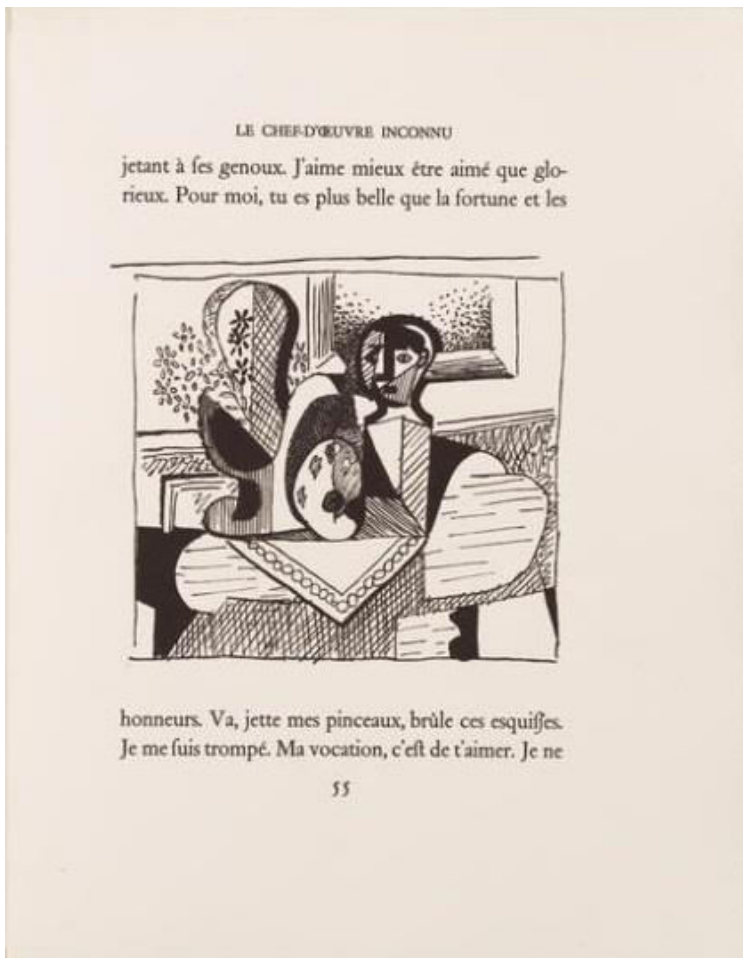 LE CHEF-D'ŒUVRE INCONNU
jetant à ſes genoux. J'aime mieux être aimé que glo-
rieux. Pour moi, tu es plus belle que la fortune et les
honneurs. Va, jette mes pinceaux, brûle ces esquiſſes.
Je me ſuis trompé. Ma vocation, c'eſt de t'aimer. Je ne
55